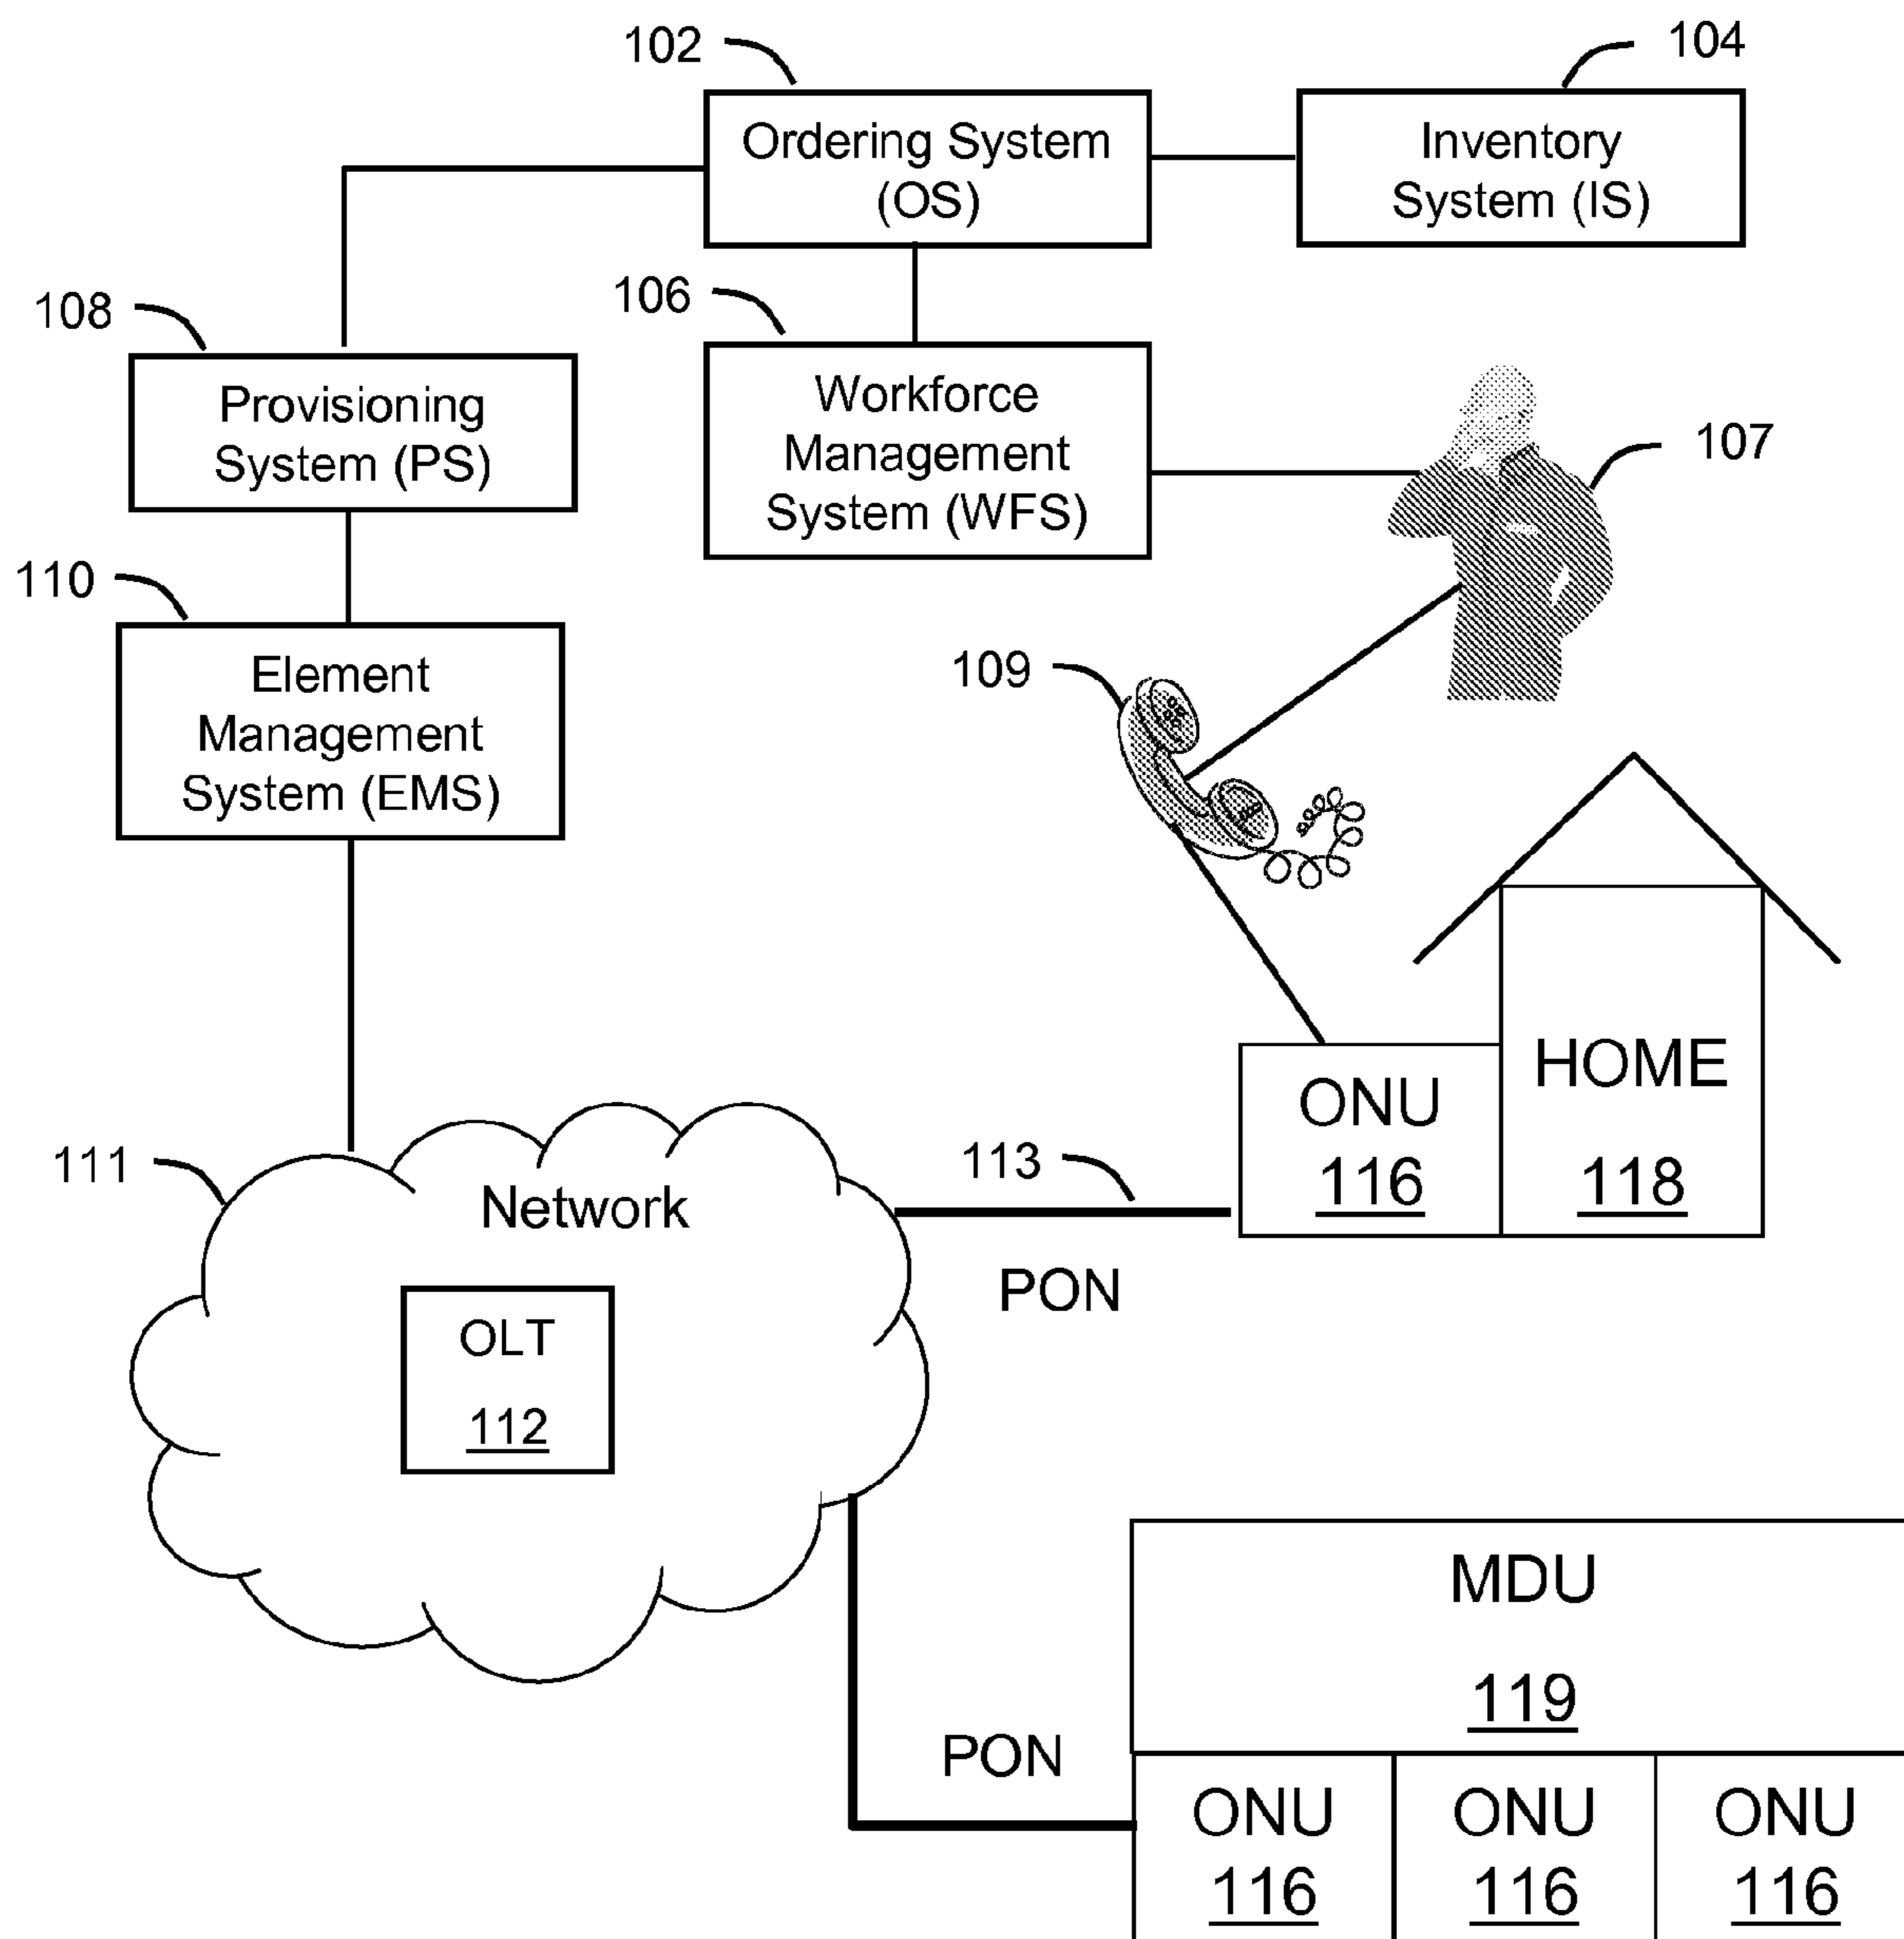 102
104
Ordering System
(OS)
Inventory
System (IS)
106
108
Workforce
Management
System (WFS)
Provisioning
System (PS)
107
110
Element
Management
System (EMS)
109
HOME
118
ONU
116
111
Network
113
PON
OLT
112
MDU
119
PON
ONU
116
ONU
116
ONU
116